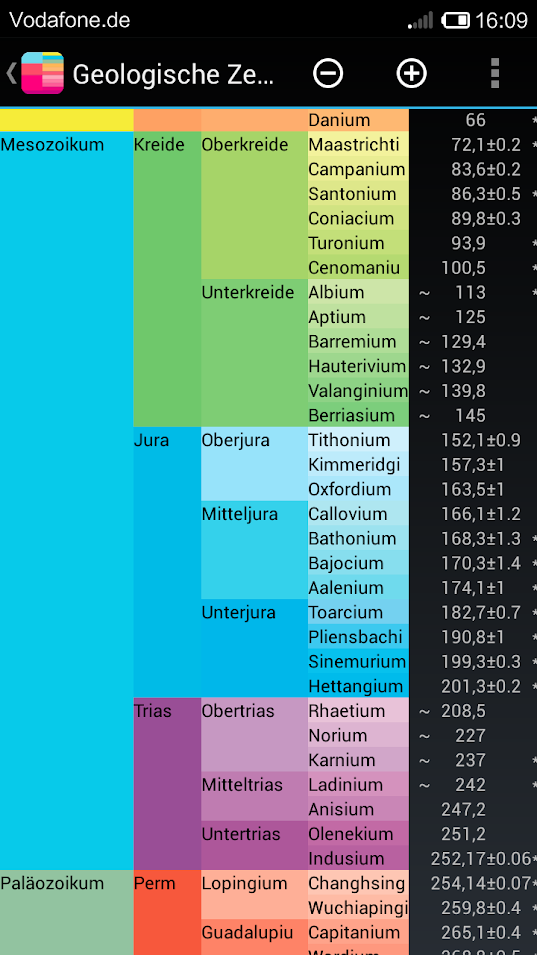 Vodafone.de 16:09
Geologische Ze...
Danium 66 *
Mesozoikum Kreide Oberkreide Maastrichti 72,1±0.2 *
Campanium 83,6±0.2
Santonium 86,3±0.5 *
Coniacium 89,8±0.3
Turonium 93,9 *
Cenomaniu 100,5 *
Unterkreide Albium ~ 113 *
Aptium ~ 125
Barremium ~ 129,4
Hauterivium ~ 132,9
Valanginium ~ 139,8
Berriasium ~ 145
Jura Oberjura Tithonium 152,1±0.9
Kimmeridgi 157,3±1
Oxfordium 163,5±1
Mitteljura Callovium 166,1±1.2
Bathonium 168,3±1.3 *
Bajocium 170,3±1.4 *
Aalenium 174,1±1 *
Unterjura Toarcium 182,7±0.7 *
Pliensbachi 190,8±1 *
Sinemurium 199,3±0.3 *
Hettangium 201,3±0.2 *
Trias Obertrias Rhaetium ~ 208,5
Norium ~ 227
Karnium ~ 237 *
Mitteltrias Ladinium ~ 242 *
Anisium 247,2
Untertrias Olenekium 251,2
Indusium 252,17±0.06*
Paläozoikum Perm Lopingium Changhsing 254,14±0.07*
Wuchiapingi 259,8±0.4 *
Guadalupiu Capitanium 265,1±0.4 *